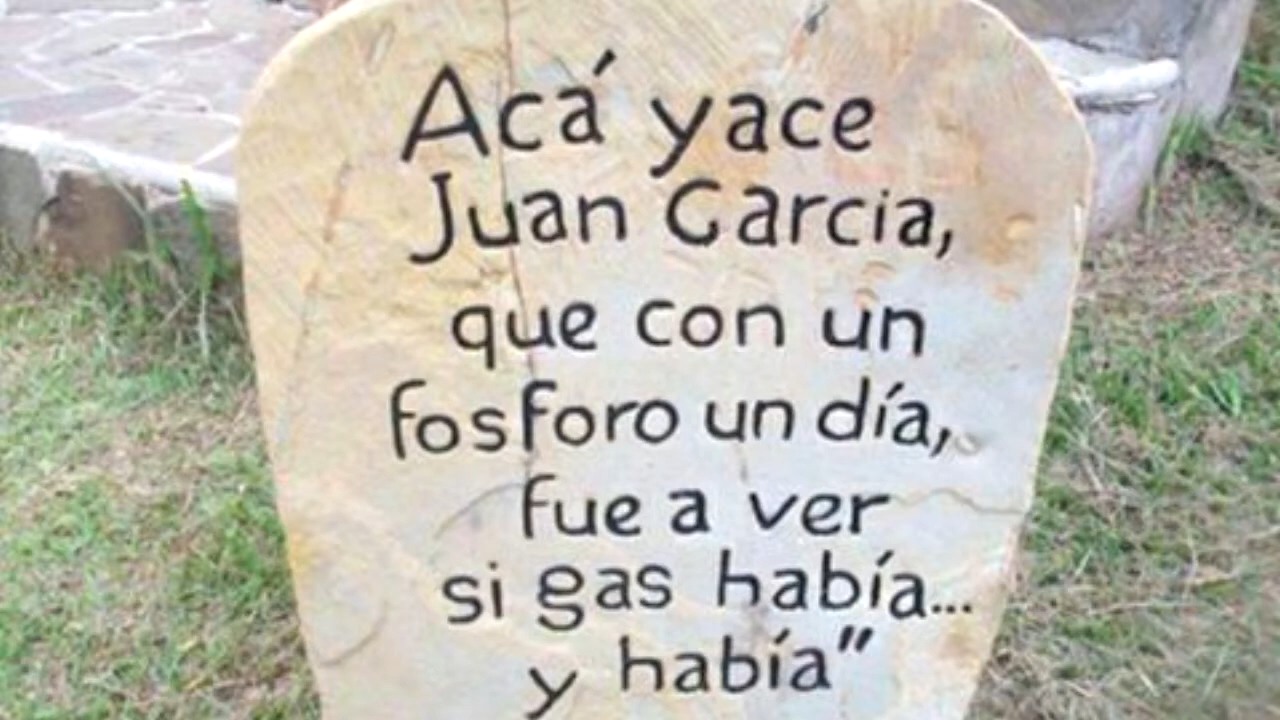 Acá yace
Juan Garcia,
que con un
fosforo un día,
fue a ver
si gas había...
y había"